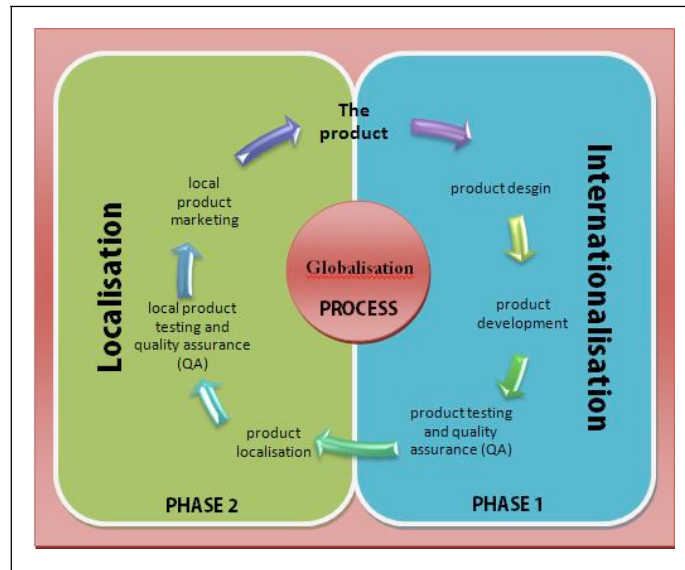 The
product
product desgin
product
development
product testing
and quality
assurance (QA)
Internationalisation
PHASE 1
product
localisation
local product
testing and
quality assurance
(QA)
local
product
marketing
Localisation
PHASE 2
Globalisation
PROCESS